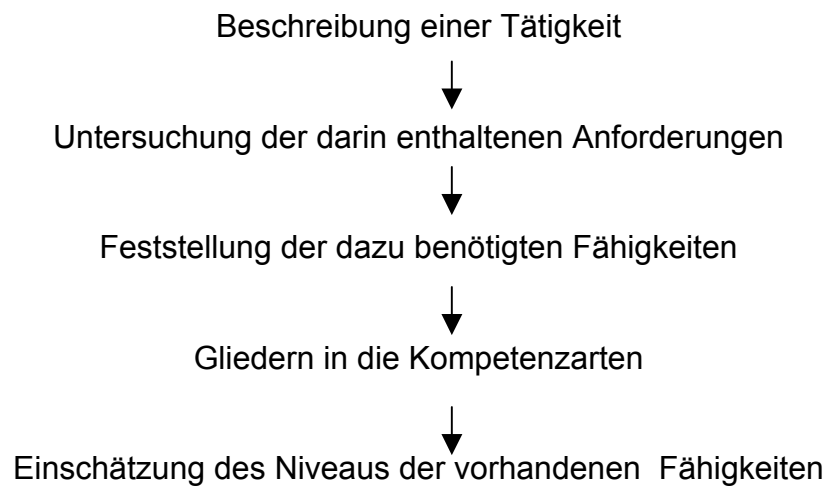 Beschreibung einer Tätigkeit
Untersuchung der darin enthaltenen Anforderungen
Feststellung der dazu benötigten Fähigkeiten
Gliedern in die Kompetenzarten
Einschätzung des Niveaus der vorhandenen Fähigkeiten